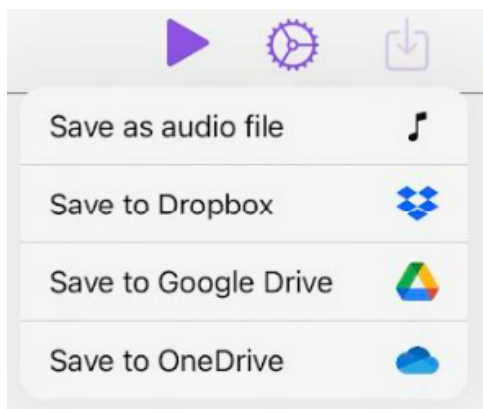 Save as audio file
Save to Dropbox
Save to Google Drive
Save to OneDrive